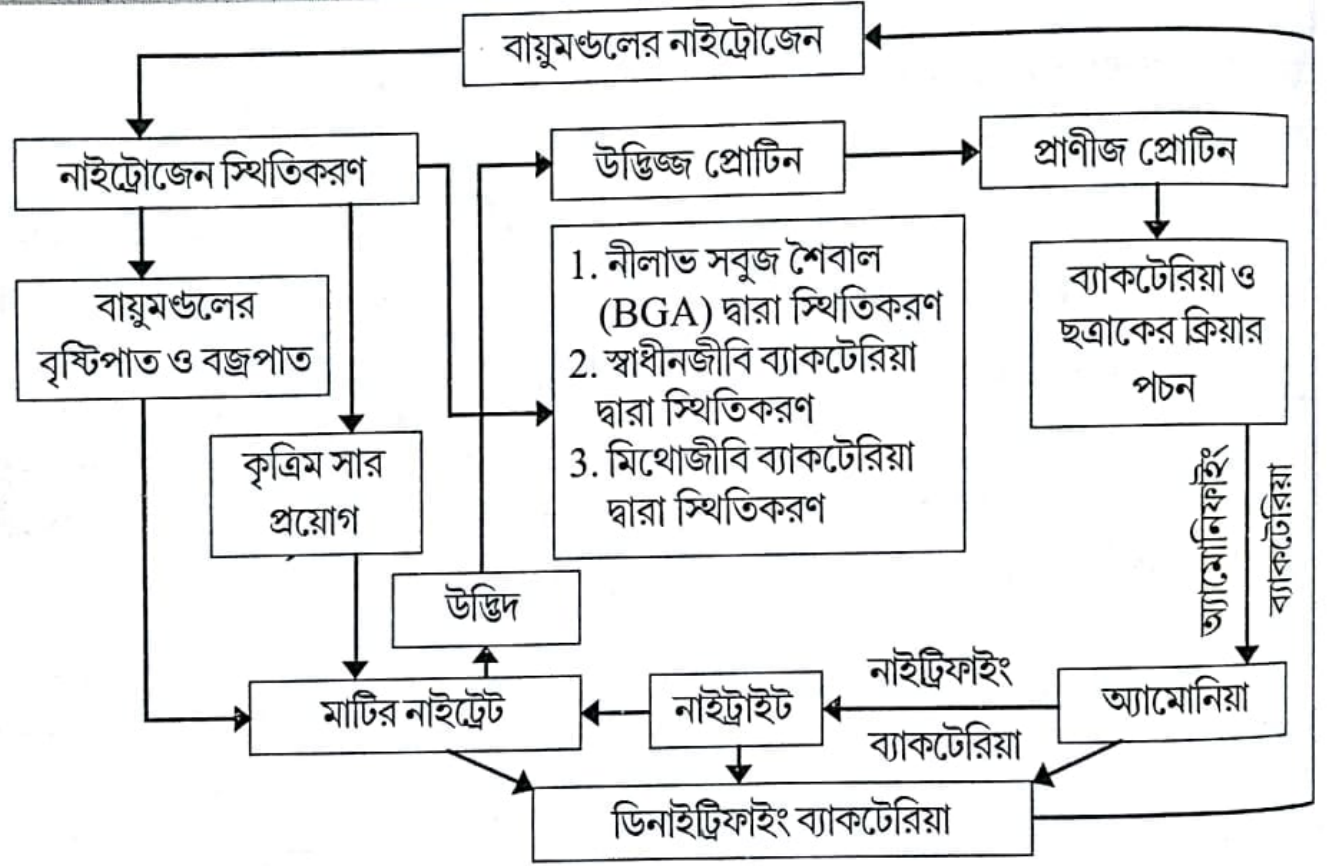 বায়ুমণ্ডলের নাইট্রোজেন
নাইট্রোজেন স্থিতিকরণ
উদ্ভিজ্জ প্রোটিন
প্রাণীজ প্রোটিন
বায়ুমণ্ডলের
বৃষ্টিপাত ও বজ্রপাত
1. নীলাভ সবুজ শৈবাল
(BGA) দ্বারা স্থিতিকরণ
2. স্বাধীনজীবি ব্যাকটেরিয়া
দ্বারা স্থিতিকরণ
3. মিথোজীবি ব্যাকটেরিয়া
দ্বারা স্থিতিকরণ
ব্যাকটেরিয়া ও
ছত্রাকের ক্রিয়ার
পচন
কৃত্রিম সার
প্রয়োগ
অ্যামোনিফাইং
ব্যাকটেরিয়া
উদ্ভিদ
মাটির নাইট্রেট
নাইট্রাইট
নাইট্রিফাইং
ব্যাকটেরিয়া
অ্যামোনিয়া
ডিনাইট্রিফাইং ব্যাকটেরিয়া